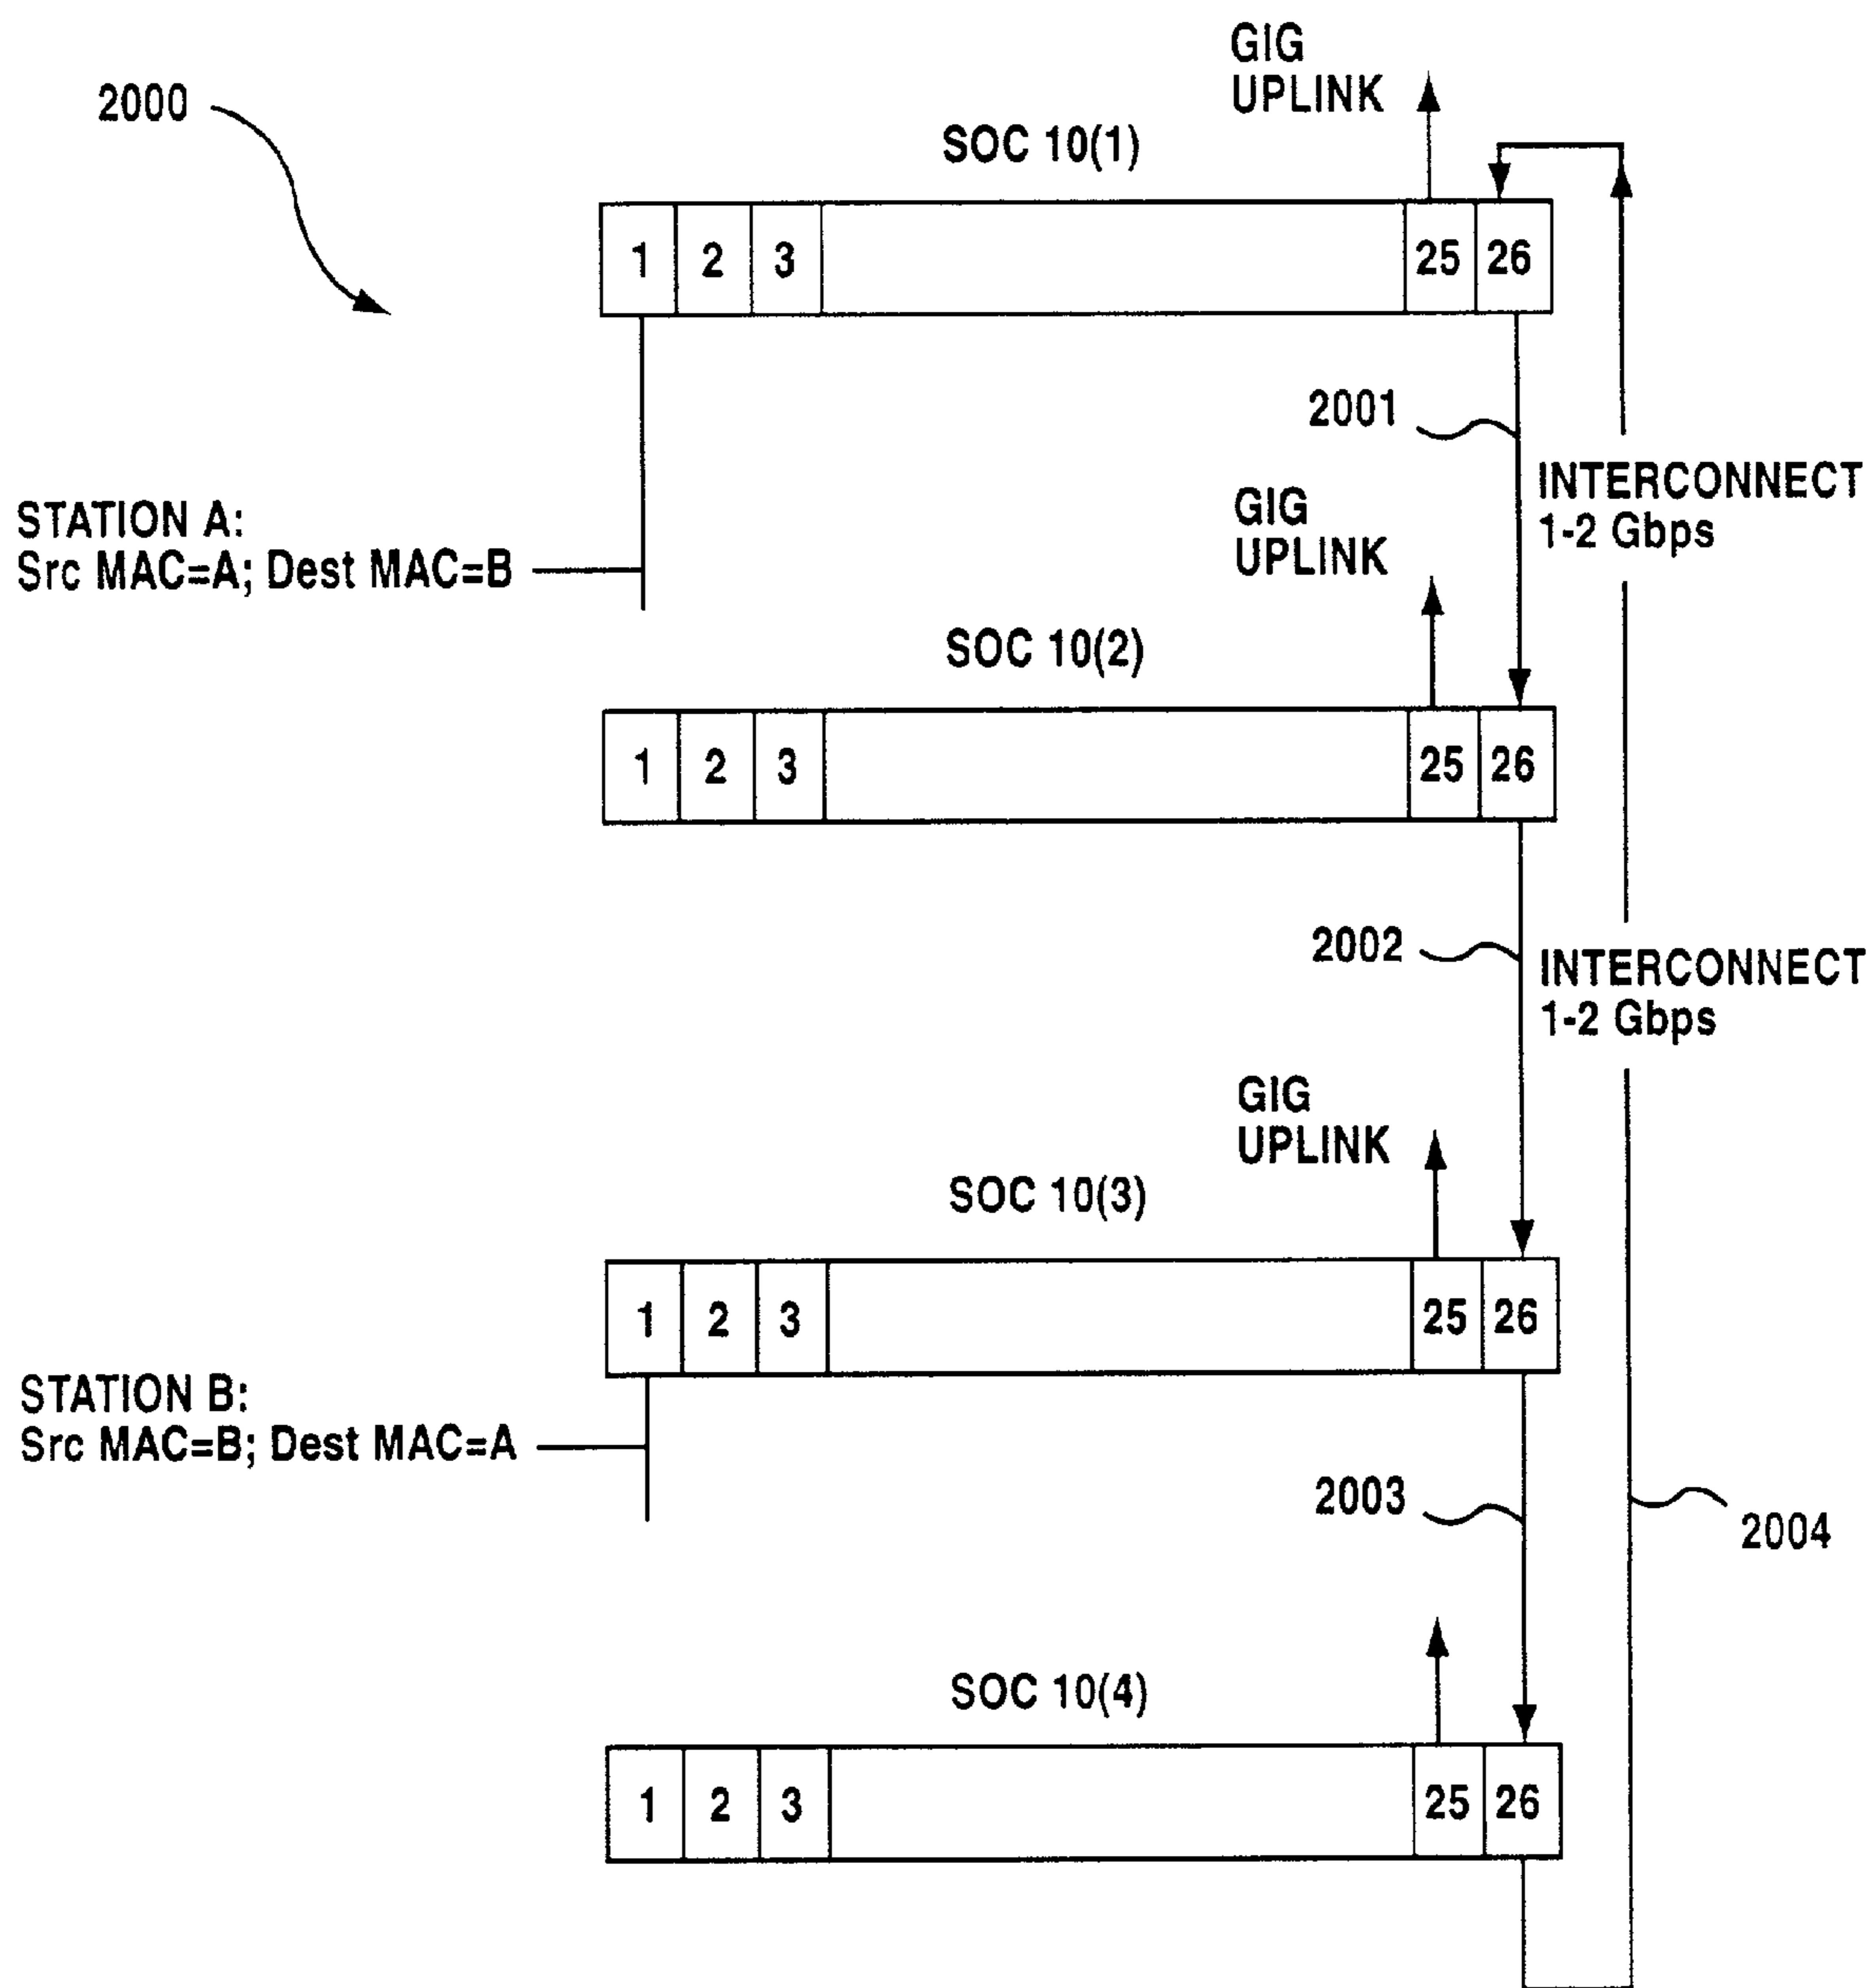 2000
GIG
UPLINK
SOC 10(1)
1 2 3 25 26
2001
INTERCONNECT
1-2 Gbps
STATION A:
Src MAC=A; Dest MAC=B
GIG
UPLINK
SOC 10(2)
1 2 3 25 26
2002
INTERCONNECT
1-2 Gbps
GIG
UPLINK
SOC 10(3)
1 2 3 25 26
STATION B:
Src MAC=B; Dest MAC=A
2003
2004
SOC 10(4)
1 2 3 25 26